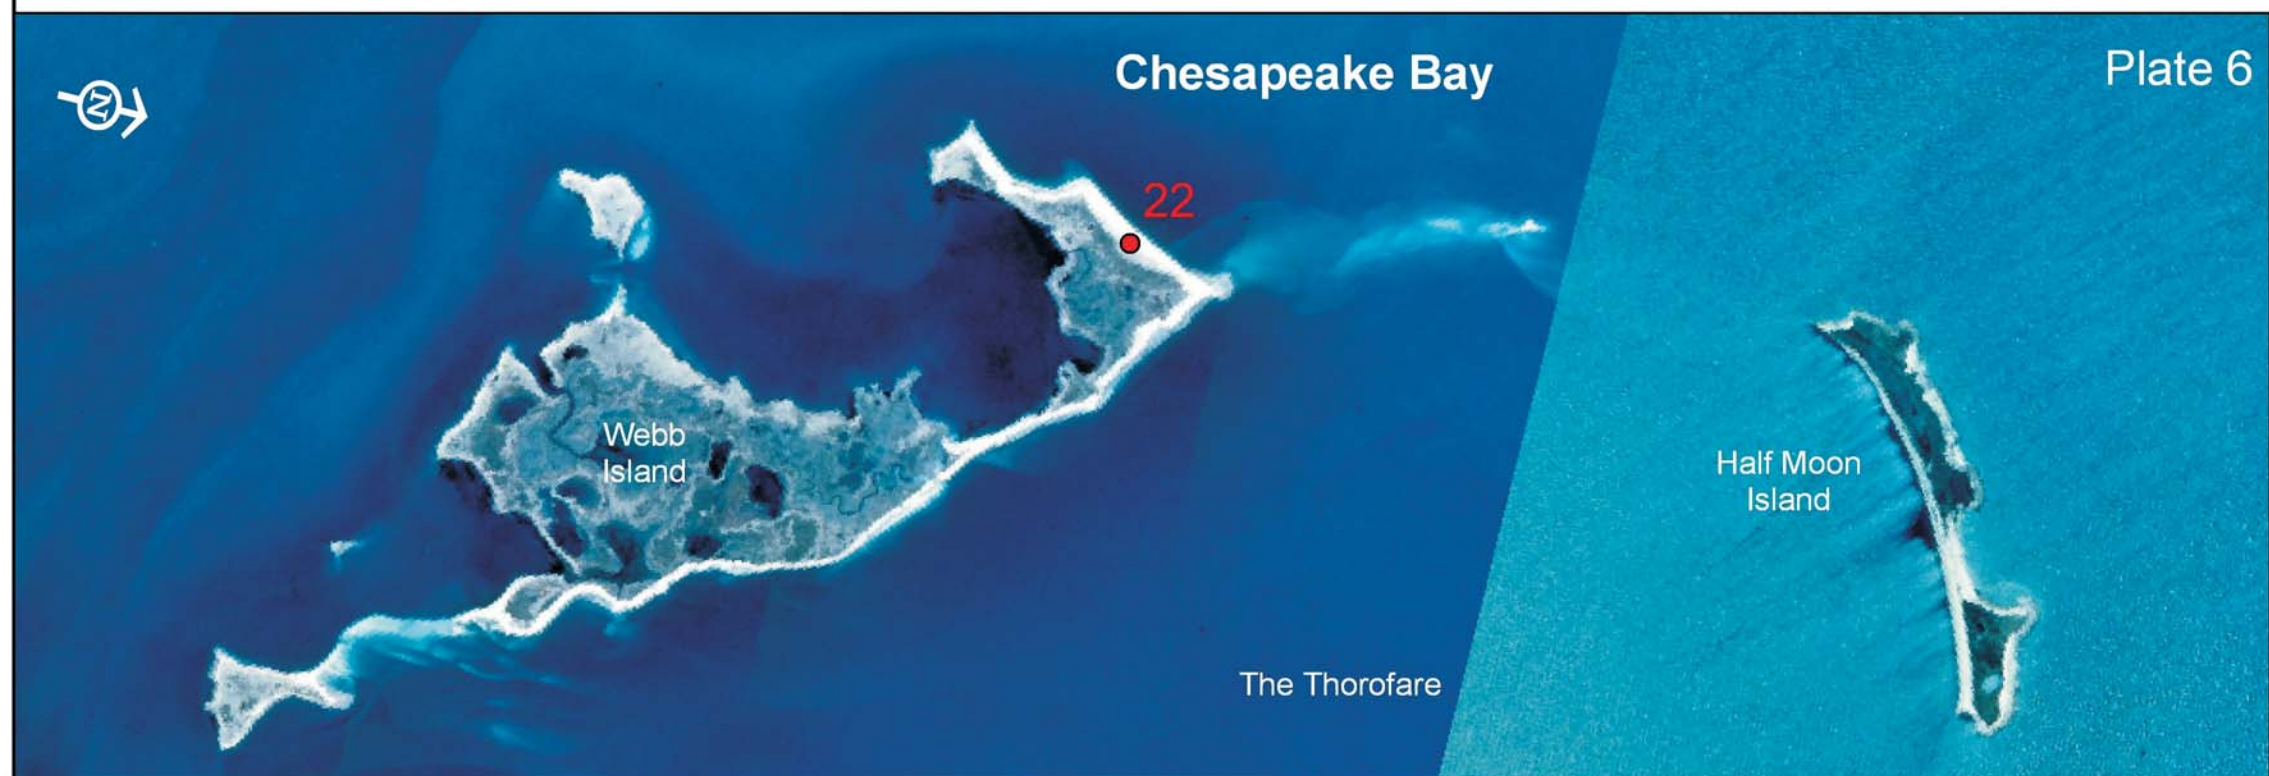 Chesapeake Bay
Plate 6
N
22
Webb
Island
Half Moon
Island
The Thorofare